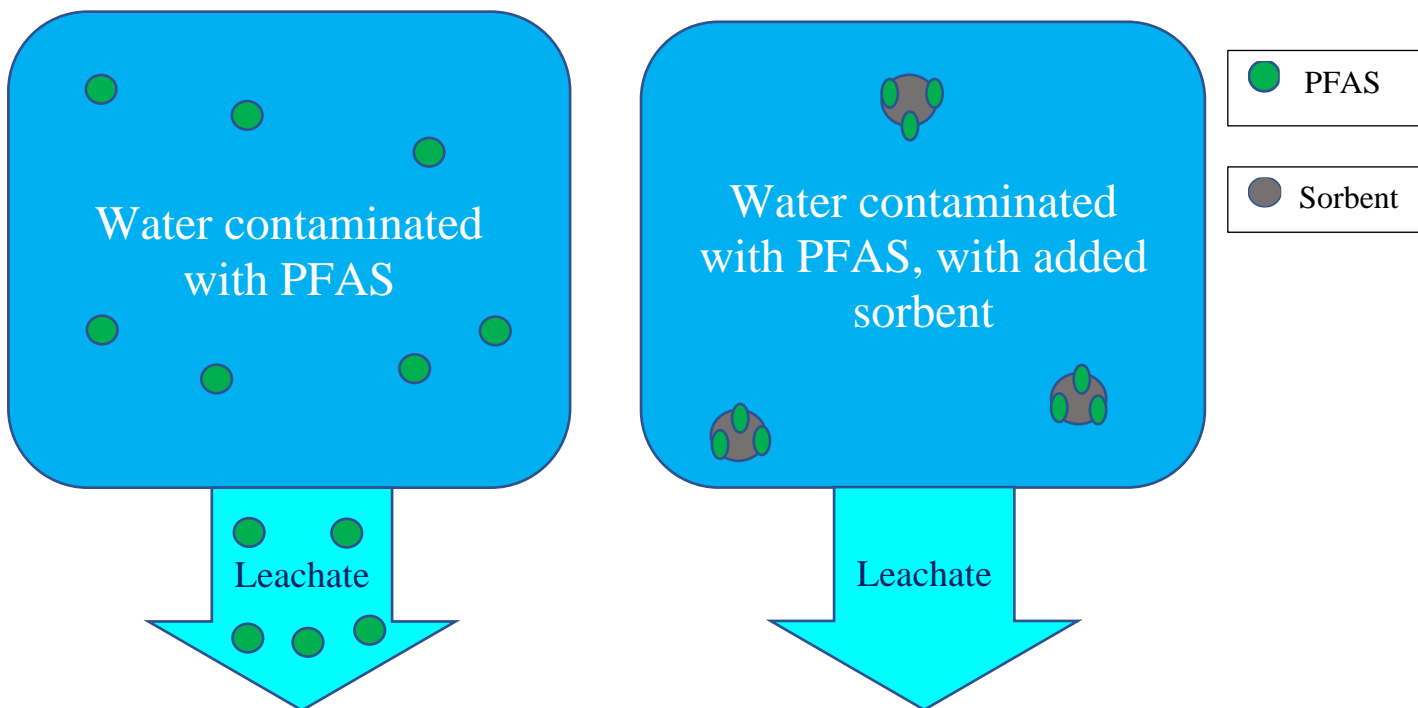 Water contaminated
with PFAS
Leachate
Water contaminated
with PFAS, with added
sorbent
Leachate
PFAS
Sorbent